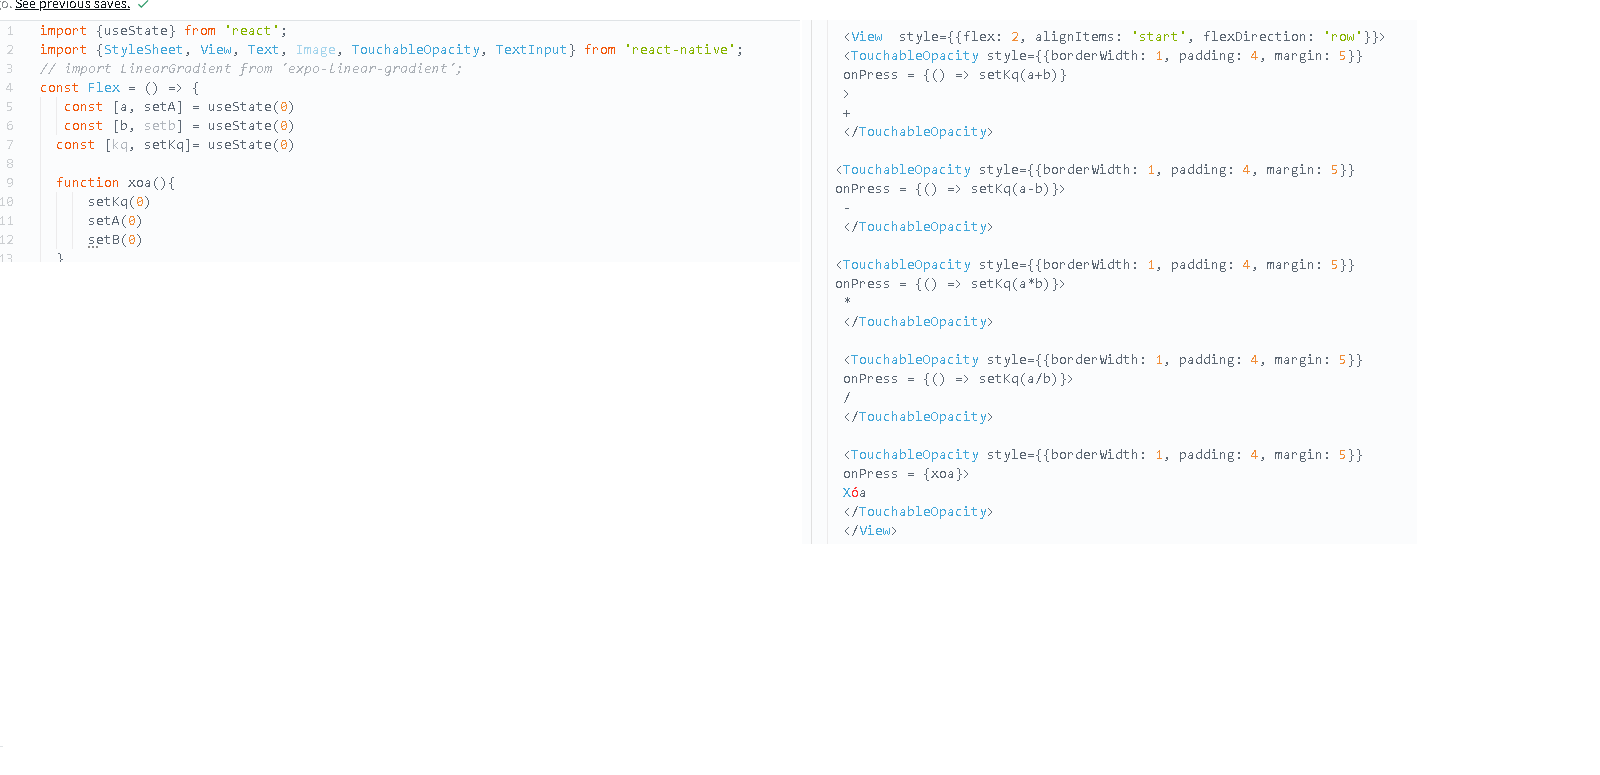 o. See previous saves. ✓
1 import {useState} from 'react';
2 import {StyleSheet, View, Text, Image, TouchableOpacity, TextInput} from 'react-native';
3 // import LinearGradient from 'expo-linear-gradient';
4 const Flex = () => {
5 const [a, setA] = useState(0)
6 const [b, setb] = useState(0)
7 const [kq, setKq]= useState(0)
8
9 function xoa(){
10 setKq(0)
11 setA(0)
12 setB(0)
13 }
<View  style={{flex: 2, alignItems: 'start', flexDirection: 'row'}}>
<TouchableOpacity style={{borderWidth: 1, padding: 4, margin: 5}}
onPress = {() => setKq(a+b)}
>
+
</TouchableOpacity>
<TouchableOpacity style={{borderWidth: 1, padding: 4, margin: 5}}
onPress = {() => setKq(a-b)}>
-
</TouchableOpacity>
<TouchableOpacity style={{borderWidth: 1, padding: 4, margin: 5}}
onPress = {() => setKq(a*b)}>
*
</TouchableOpacity>
<TouchableOpacity style={{borderWidth: 1, padding: 4, margin: 5}}
onPress = {() => setKq(a/b)}>
/
</TouchableOpacity>
<TouchableOpacity style={{borderWidth: 1, padding: 4, margin: 5}}
onPress = {xoa}>
Xóa
</TouchableOpacity>
</View>